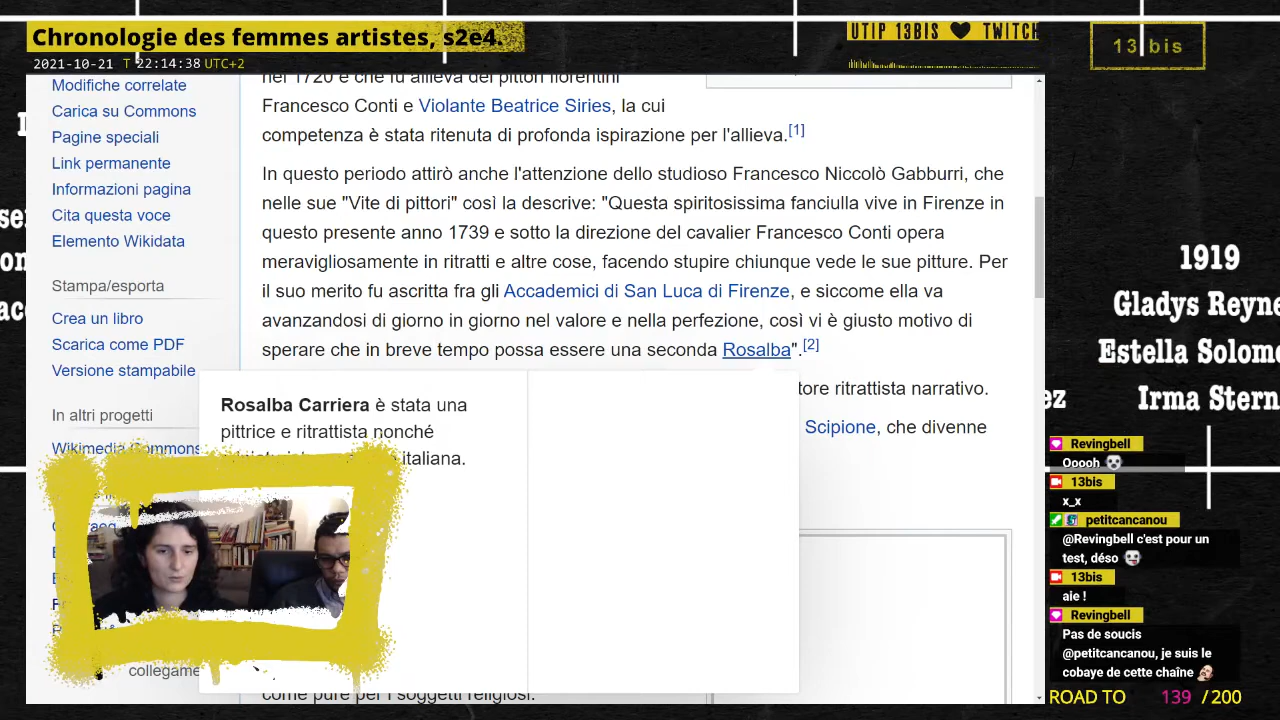 Chronologie des femmes artistes, s2e4.
2021-10-21 T 22:14:38 UTC+2
UTIP 13BIS ♥ TWITCH
13 bis
Modifiche correlate
Carica su Commons
Pagine speciali
Link permanente
Informazioni pagina
Cita questa voce
Elemento Wikidata
Stampa/esporta
Crea un libro
Scarica come PDF
Versione stampabile
In altri progetti
Wikimedia Commons
collegame
nel 1720 e che fu allieva dei pittori fiorentini
Francesco Conti e Violante Beatrice Siries, la cui
competenza è stata ritenuta di profonda ispirazione per l'allieva.[1]
In questo periodo attirò anche l'attenzione dello studioso Francesco Niccolò Gabburri, che
nelle sue "Vite di pittori" così la descrive: "Questa spiritosissima fanciulla vive in Firenze in
questo presente anno 1739 e sotto la direzione del cavalier Francesco Conti opera
meravigliosamente in ritratti e altre cose, facendo stupire chiunque vede le sue pitture. Per
il suo merito fu ascritta fra gli Accademici di San Luca di Firenze, e siccome ella va
avanzandosi di giorno in giorno nel valore e nella perfezione, così vi è giusto motivo di
sperare che in breve tempo possa essere una seconda Rosalba".[2]
tore ritrattista narrativo.
Scipione, che divenne
Rosalba Carriera è stata una
pittrice e ritrattista nonché
italiana.
come pure per i soggetti religiosi.
1919
Gladys Reyne
Estella Solom
Irma Stern
ez
Revingbell
Ooooh
13bis
x_x
petitcancanou
@Revingbell c'est pour un
test, déso
13bis
aie !
Revingbell
Pas de soucis
@petitcancanou, je suis le
cobaye de cette chaîne
ROAD TO 139 / 200